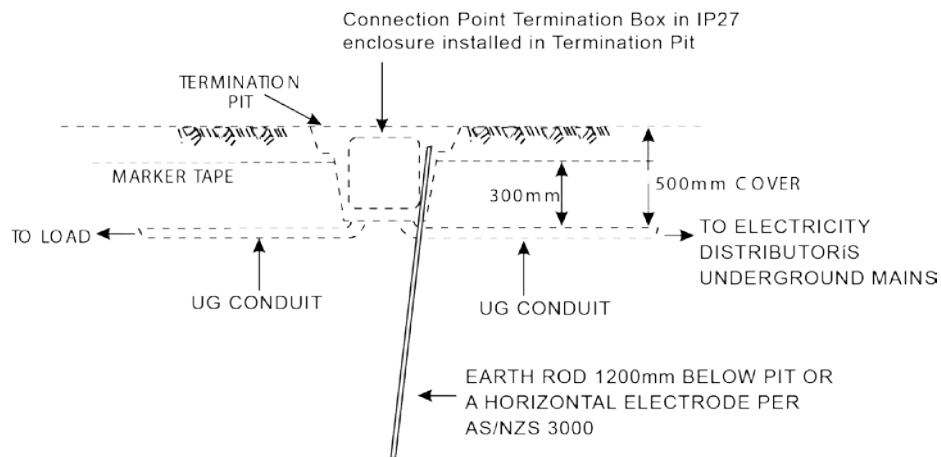 Connection Point Termination Box in IP27
enclosure installed in Termination Pit
TERMINATION
PIT
MARKER TAPE
300mm
500mm COVER
TO LOAD
TO ELECTRICITY
DISTRIBUTORíS
UNDERGROUND MAINS
UG CONDUIT
UG CONDUIT
EARTH ROD 1200mm BELOW PIT OR
A HORIZONTAL ELECTRODE PER
AS/NZS 3000